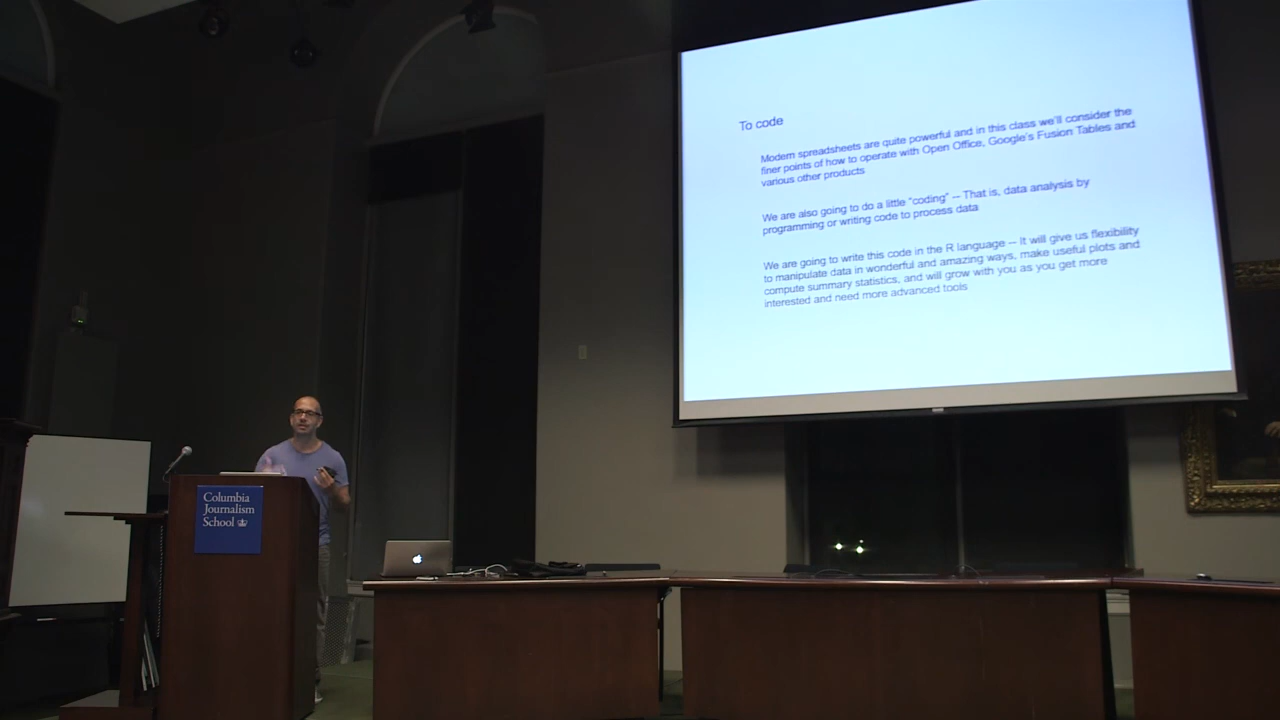 To code
Modern spreadsheets are quite powerful and in this class we'll consider the
finer points of how to operate with Open Office, Google's Fusion Tables and
various other products
We are also going to do a little "coding" -- That is, data analysis by
programming or writing code to process data
We are going to write this code in the R language -- It will give us flexibility
to manipulate data in wonderful and amazing ways, make useful plots and
compute summary statistics, and will grow with you as you get more
interested and need more advanced tools
Columbia
Journalism
School